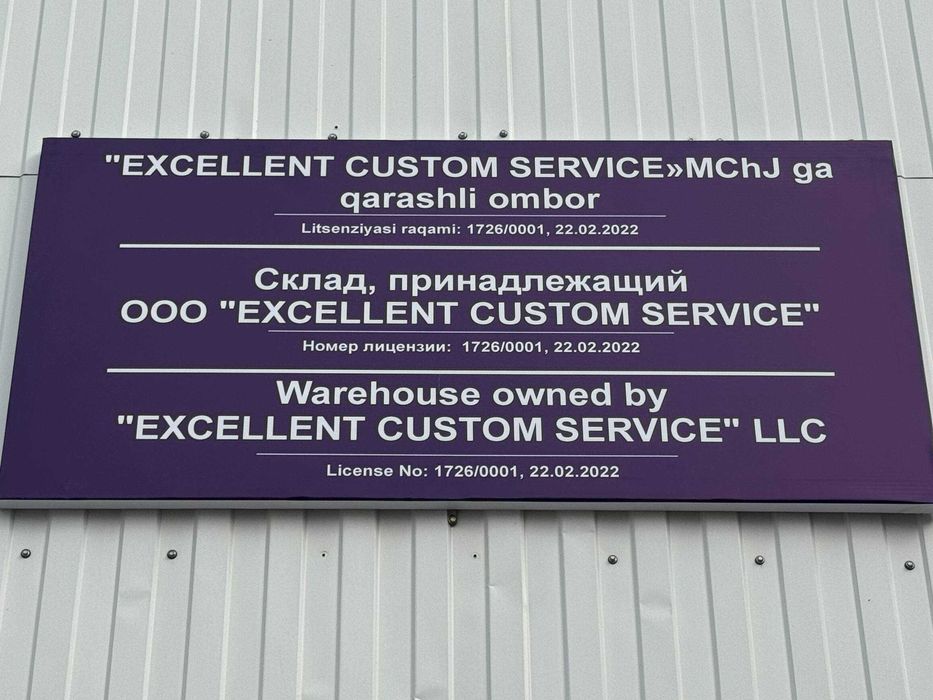 "EXCELLENT CUSTOM SERVICE»MChJ ga
qarashli ombor
Litsenziyasi raqami: 1726/0001, 22.02.2022
Склад, принадлежащий
ООО "EXCELLENT CUSTOM SERVICE"
Номер лицензии: 1726/0001, 22.02.2022
Warehouse owned by
"EXCELLENT CUSTOM SERVICE" LLC
License No: 1726/0001, 22.02.2022